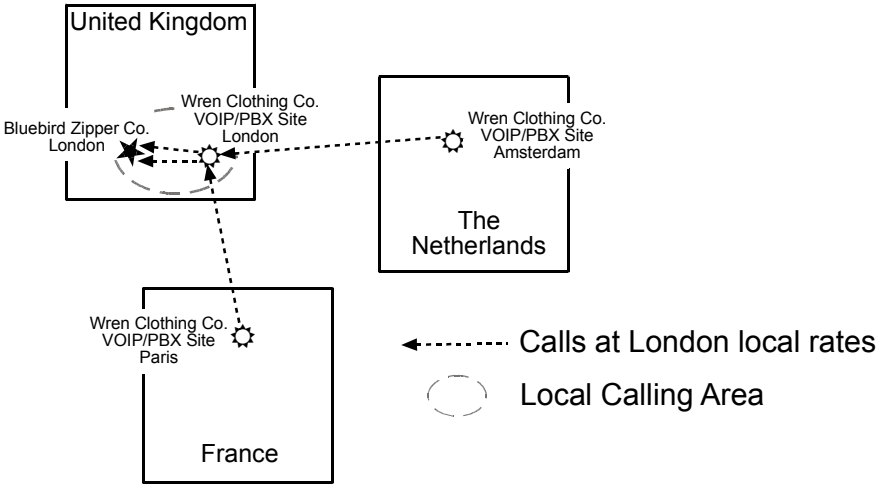 United Kingdom
Wren Clothing Co.
VOIP/PBX Site
London
Bluebird Zipper Co.
London
Wren Clothing Co.
VOIP/PBX Site
Amsterdam
The
Netherlands
Wren Clothing Co.
VOIP/PBX Site
Paris
France
Calls at London local rates
Local Calling Area